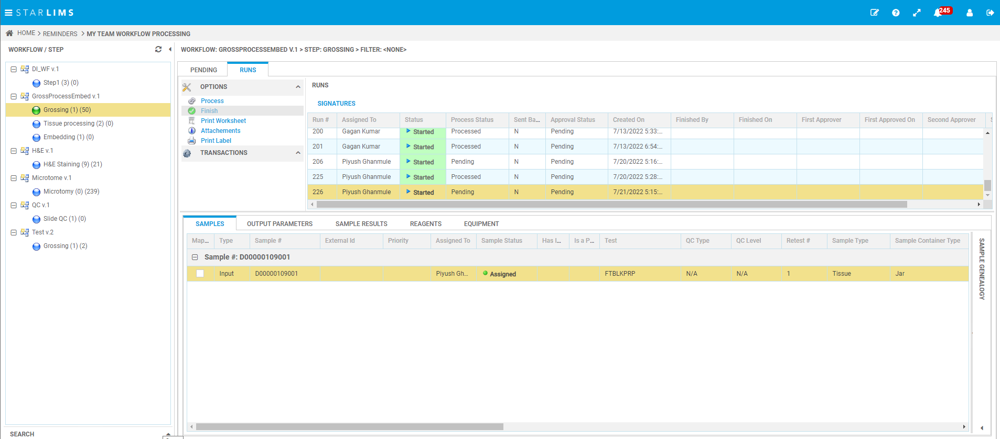 STARLIMS
245
HOME > REMINDERS > MY TEAM WORKFLOW PROCESSING
WORKFLOW / STEP
DI_WF v.1
Step1 (3) (0)
GrossProcessEmbed v.1
Grossing (1) (50)
Tissue processing (2) (0)
Embedding (1) (0)
H&E v.1
H&E Staining (9) (21)
Microtome v.1
Microtomy (0) (239)
QC v.1
Slide QC (1) (0)
Test v.2
Grossing (1) (2)
SEARCH
WORKFLOW: GROSSPROCESSEMBED V.1 > STEP: GROSSING > FILTER: <NONE>
PENDING RUNS
OPTIONS
Process
Finish
Print Worksheet
Attachements
Print Label
TRANSACTIONS
RUNS
SIGNATURES
Run # Assigned To Status Process Status Sent Ba... Approval Status Created On Finished By Finished On First Approver First Approved On Second Approver
200 Gagan Kumar Started Processed N Pending 7/13/2022 5:33:...
201 Gagan Kumar Started Processed N Pending 7/13/2022 6:54:...
206 Piyush Ghanmule Started Pending N Pending 7/20/2022 5:16:...
225 Piyush Ghanmule Started Processed N Pending 7/20/2022 5:28:...
226 Piyush Ghanmule Started Pending N Pending 7/21/2022 5:15:...
SAMPLES OUTPUT PARAMETERS SAMPLE RESULTS REAGENTS EQUIPMENT
Map... Type Sample # External Id Priority Assigned To Sample Status Has I... Is a P... Test QC Type QC Level Retest # Sample Type Sample Container Type
Sample #: D00000109001
Input D00000109001 Piyush Gh... Assigned FTBLKPRP N/A N/A 1 Tissue Jar
SAMPLE GENEALOGY